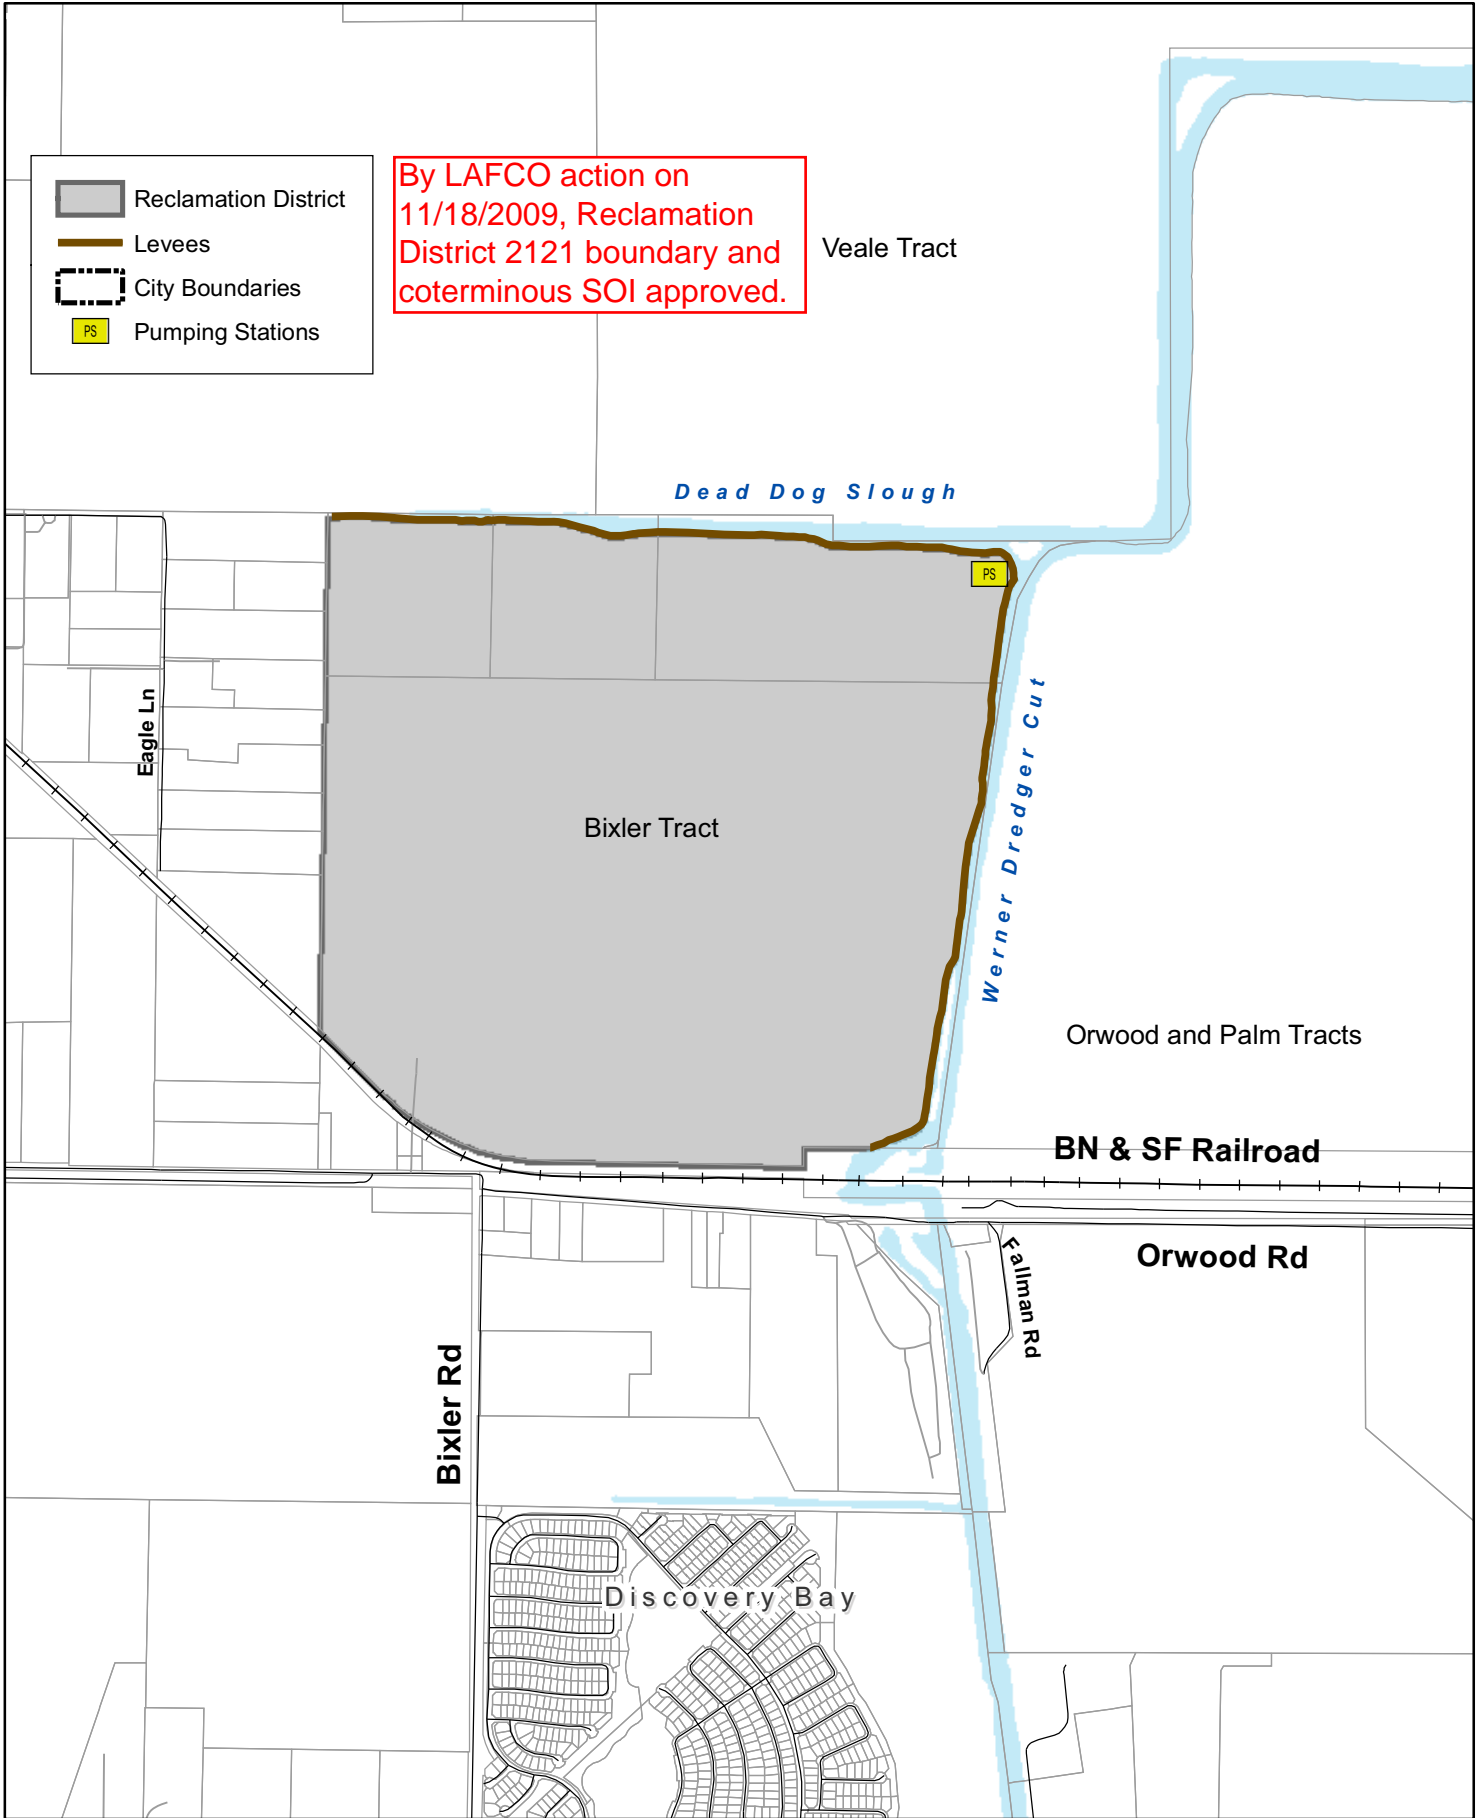 Reclamation District
Levees
City Boundaries
PS Pumping Stations
By LAFCO action on
11/18/2009, Reclamation
District 2121 boundary and
coterminous SOI approved.
Veale Tract
Dead Dog Slough
PS
Eagle Ln
Werner Dredger Cut
Bixler Tract
Orwood and Palm Tracts
BN & SF Railroad
Orwood Rd
Fallman Rd
Bixler Rd
Discovery Bay